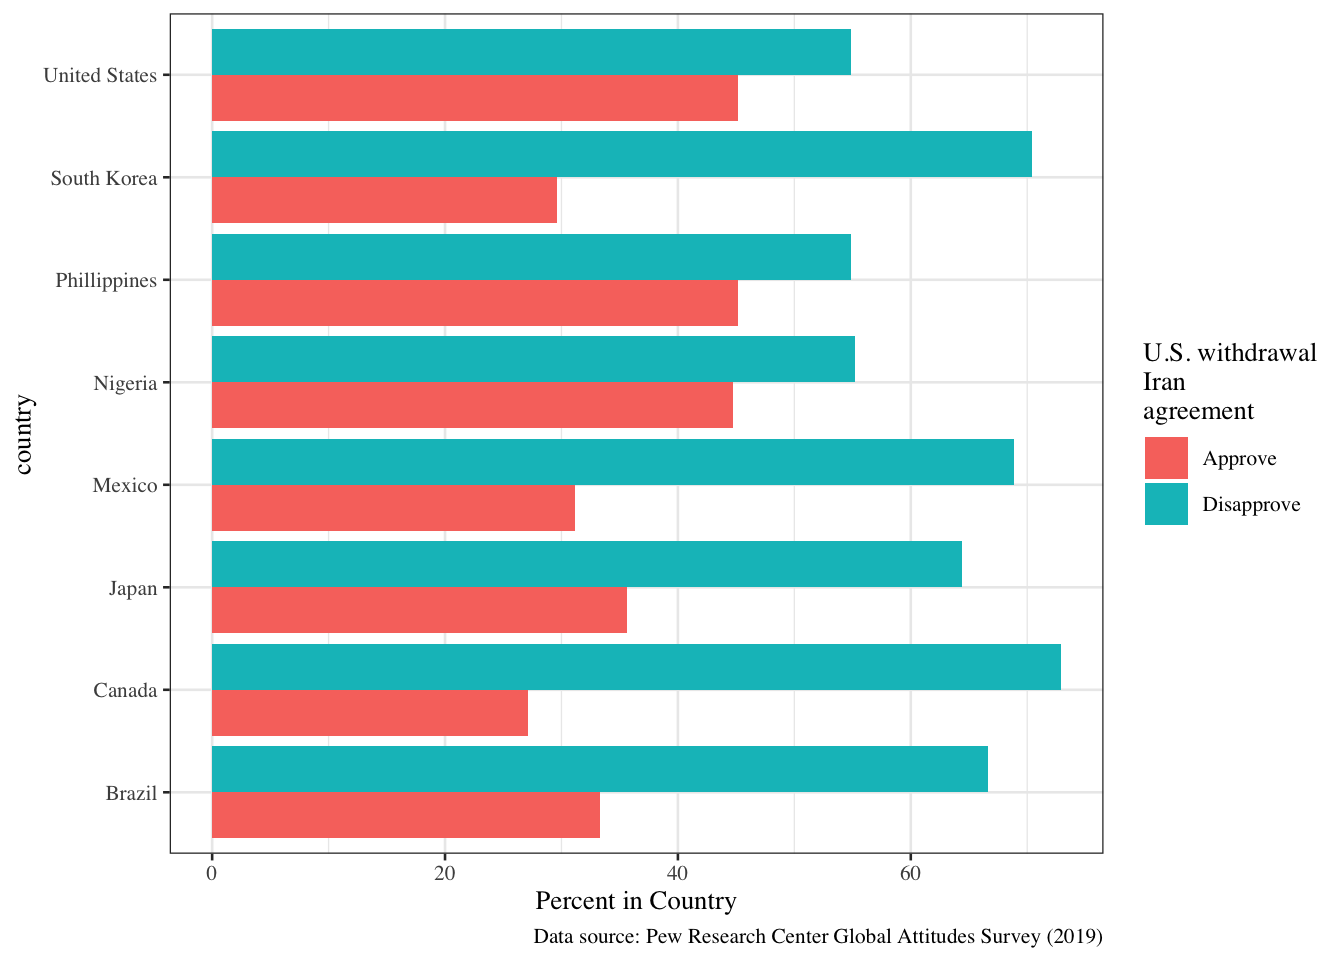 United States
South Korea
Phillippines
Nigeria
Mexico
Japan
Canada
Brazil
country
0 20 40 60
Percent in Country
Data source: Pew Research Center Global Attitudes Survey (2019)
U.S. withdrawal
Iran
agreement
Approve
Disapprove